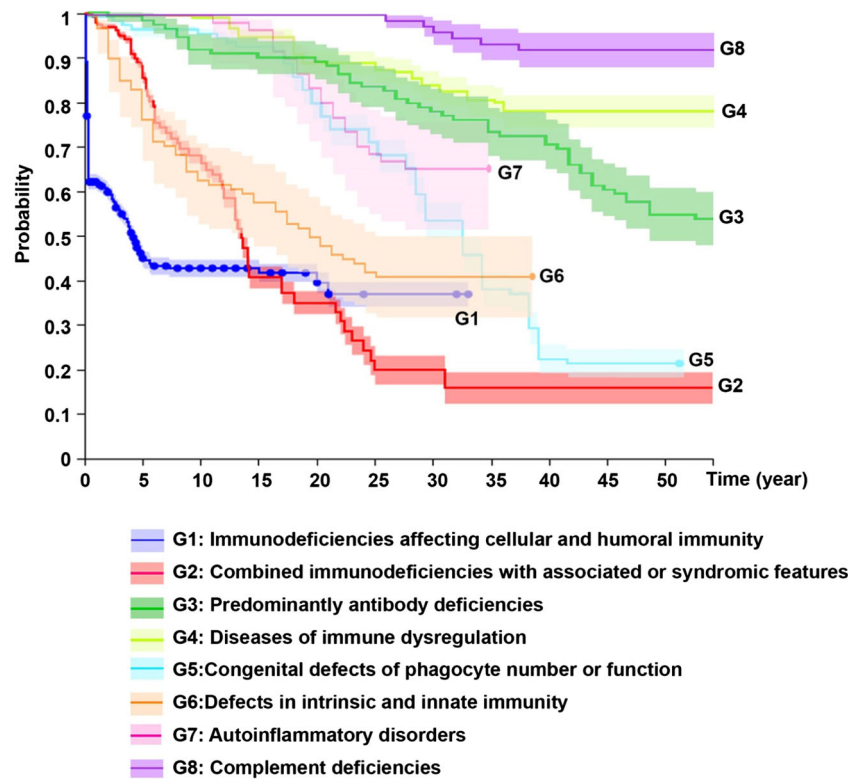 1
0.9
0.8
0.7
0.6
0.5
0.4
0.3
0.2
0.1
0
Probability
G8
G4
G7
G3
G6
G1
G5
G2
0 5 10 15 20 25 30 35 40 45 50 Time (year)
G1: Immunodeficiencies affecting cellular and humoral immunity
G2: Combined immunodeficiencies with associated or syndromic features
G3: Predominantly antibody deficiencies
G4: Diseases of immune dysregulation
G5:Congenital defects of phagocyte number or function
G6:Defects in intrinsic and innate immunity
G7: Autoinflammatory disorders
G8: Complement deficiencies